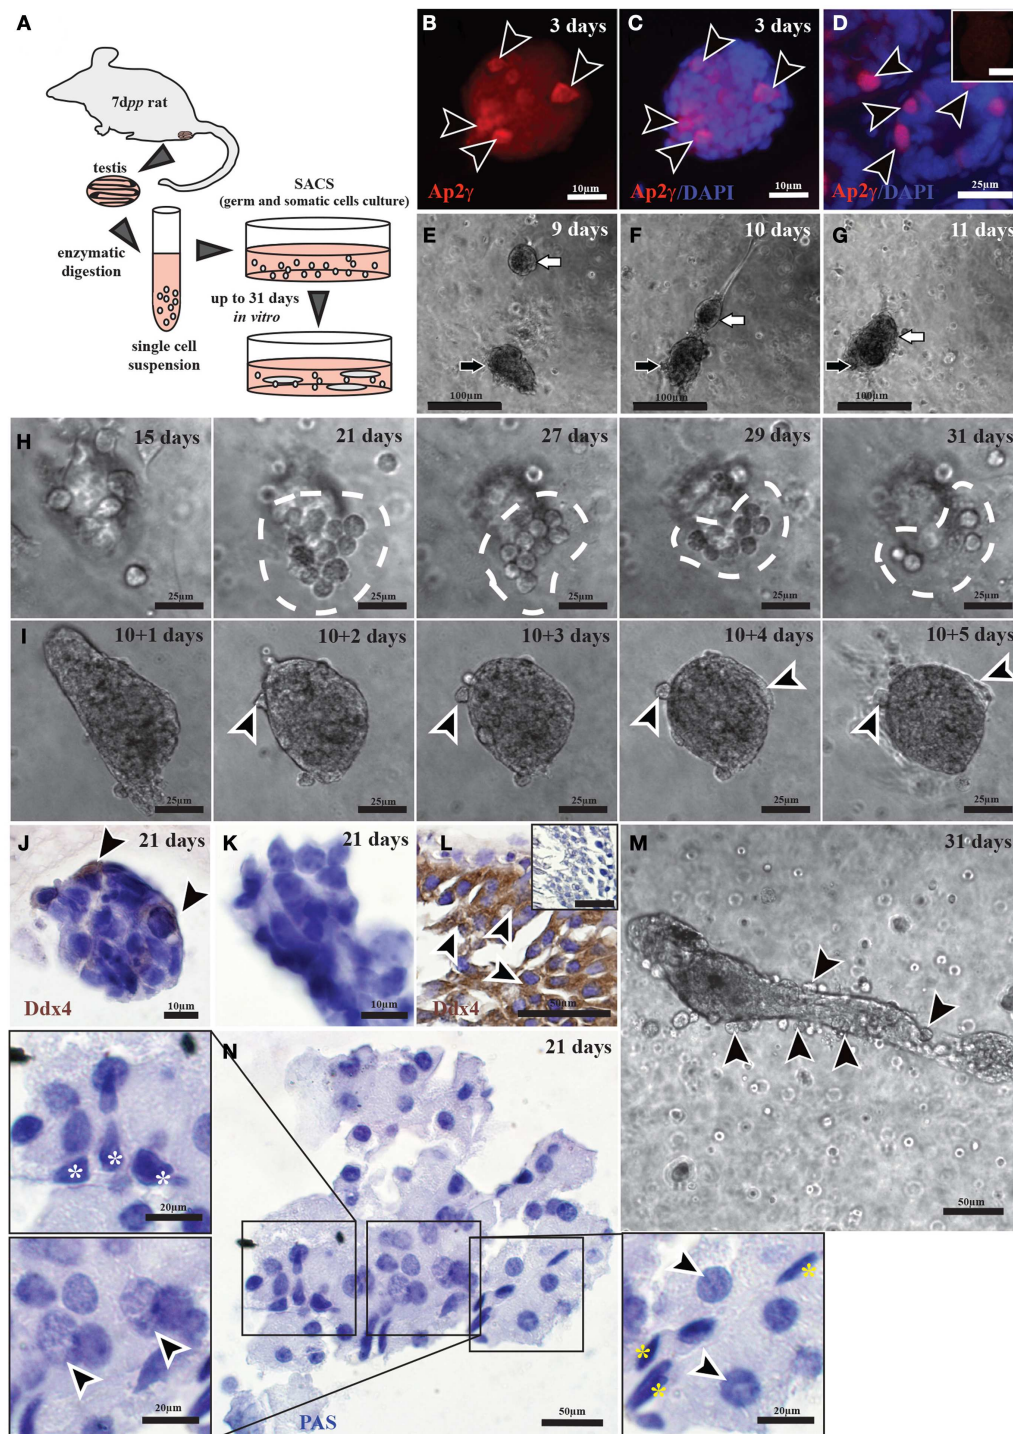 A
7dpp rat
testis
enzymatic
digestion
single cell
suspension
SACS
(germ and somatic cells culture)
up to 31 days
in vitro
B
3 days
Ap2γ
10µm
C
3 days
Ap2γ/DAPI
10µm
D
Ap2γ/DAPI
25µm
E
9 days
100µm
F
10 days
100µm
G
11 days
100µm
H
15 days
25µm
21 days
25µm
27 days
25µm
29 days
25µm
31 days
25µm
I
10+1 days
25µm
10+2 days
25µm
10+3 days
25µm
10+4 days
25µm
10+5 days
25µm
J
21 days
Ddx4
10µm
K
21 days
10µm
L
Ddx4
50µm
M
31 days
50µm
*
*
*
20µm
20µm
N
21 days
PAS
50µm
*
*
*
20µm